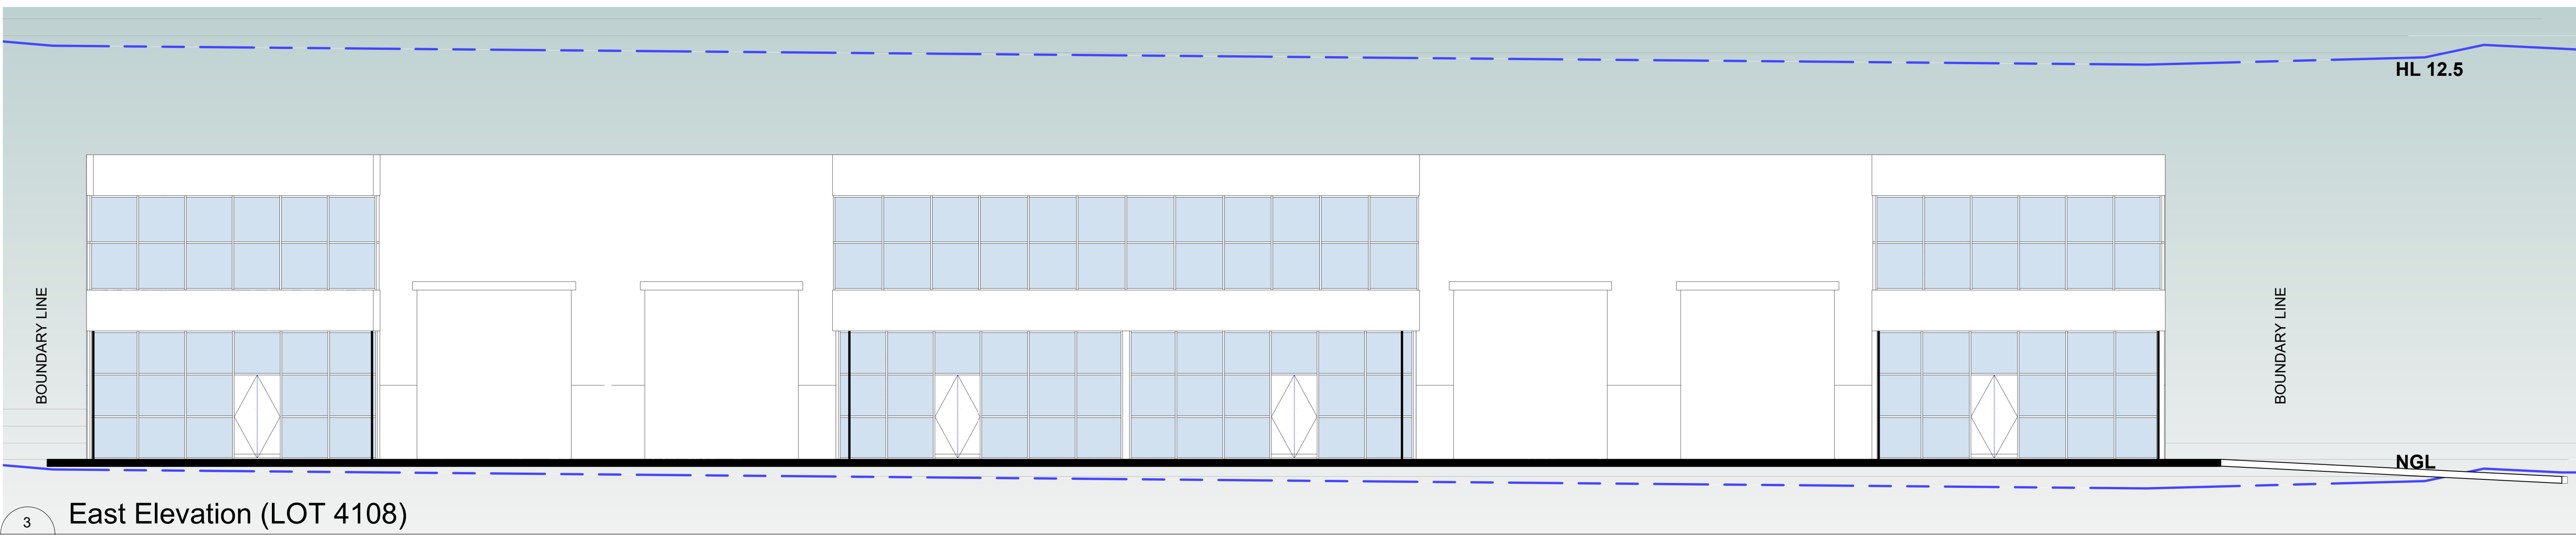 HL 12.5
BOUNDARY LINE
BOUNDARY LINE
NGL
3
East Elevation (LOT 4108)